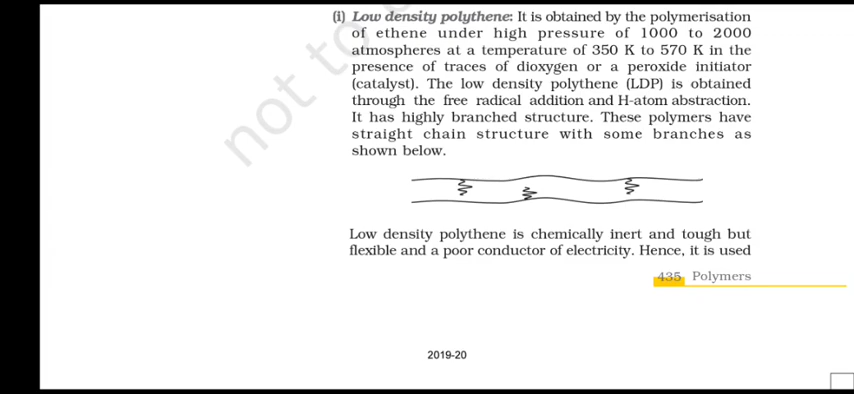 (i) Low density polythene: It is obtained by the polymerisation
of ethene under high pressure of 1000 to 2000
atmospheres at a temperature of 350 K to 570 K in the
presence of traces of dioxygen or a peroxide initiator
(catalyst). The low density polythene (LDP) is obtained
through the free radical addition and H-atom abstraction.
It has highly branched structure. These polymers have
straight chain structure with some branches as
shown below.
Low density polythene is chemically inert and tough but
flexible and a poor conductor of electricity. Hence, it is used
435 Polymers
2019-20
not to